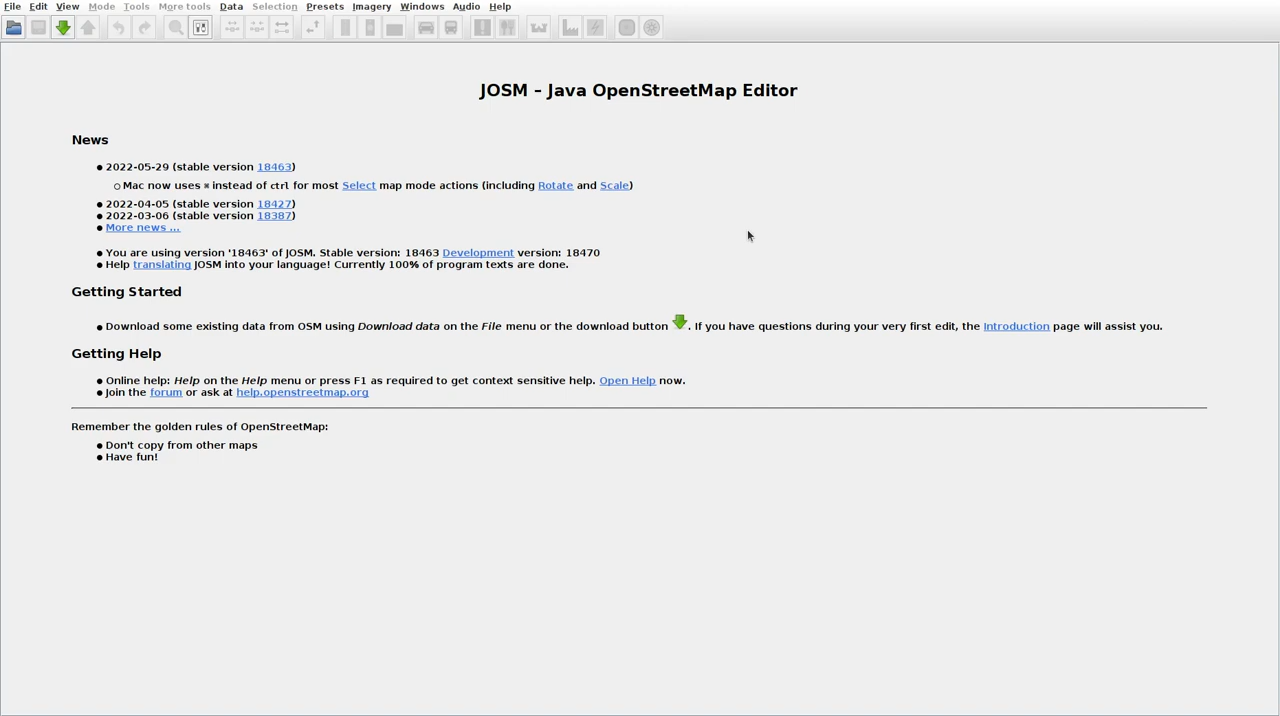 File Edit View Mode Tools More tools Data Selection Presets Imagery Windows Audio Help
JOSM – Java OpenStreetMap Editor
News
2022-05-29 (stable version 18463)
Mac now uses ⌘ instead of ctrl for most Select map mode actions (including Rotate and Scale)
2022-04-05 (stable version 18427)
2022-03-06 (stable version 18387)
More news ...
You are using version '18463' of JOSM. Stable version: 18463 Development version: 18470
Help translating JOSM into your language! Currently 100% of program texts are done.
Getting Started
Download some existing data from OSM using Download data on the File menu or the download button . If you have questions during your very first edit, the Introduction page will assist you.
Getting Help
Online help: Help on the Help menu or press F1 as required to get context sensitive help. Open Help now.
Join the forum or ask at help.openstreetmap.org
Remember the golden rules of OpenStreetMap:
Don't copy from other maps
Have fun!